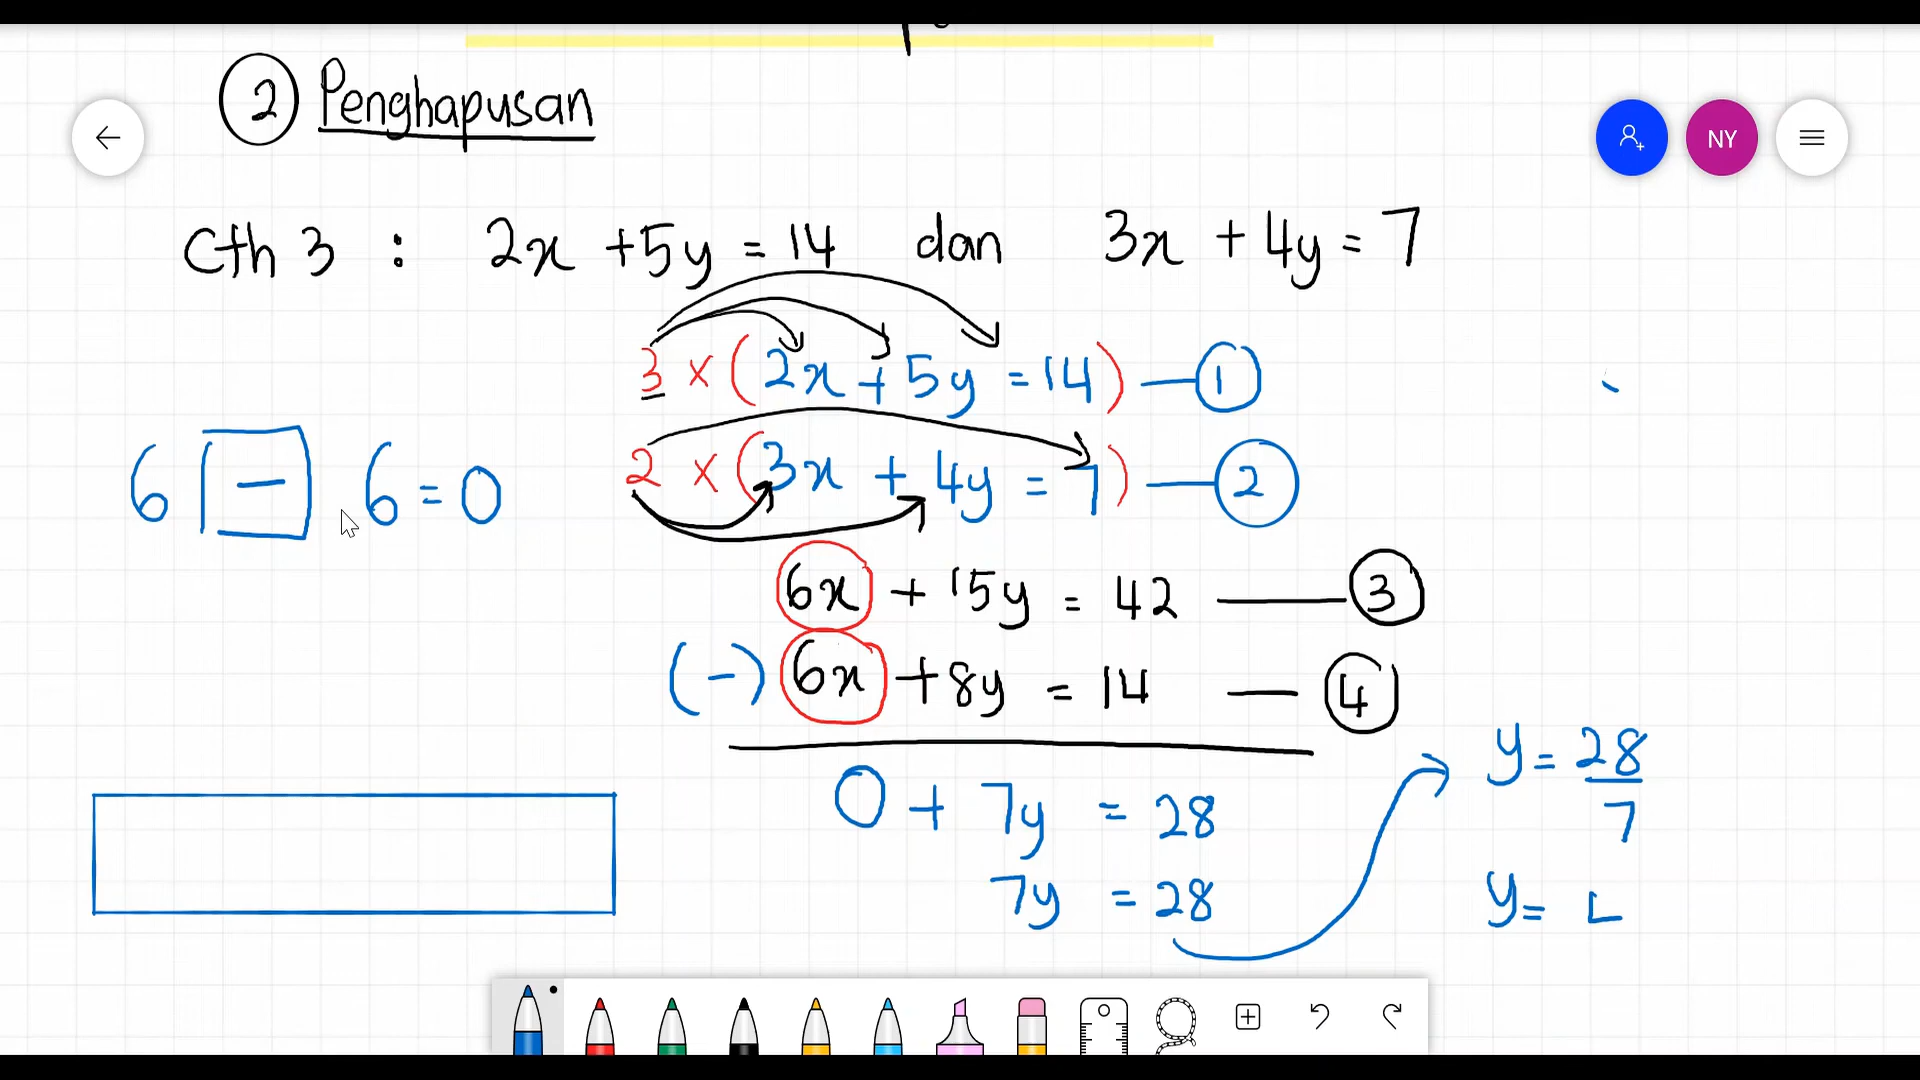 ② Penghapusan
NY
Cth 3 : 2x + 5y = 14 dan 3x + 4y = 7
3 × (2x + 5y = 14) — ①
6 − 6 = 0
2 × (3x + 4y = 7) — ②
6x + 15y = 42 — ③
(−) 6x + 8y = 14 — ④
0 + 7y = 28
7y = 28
y = 28/7
y =